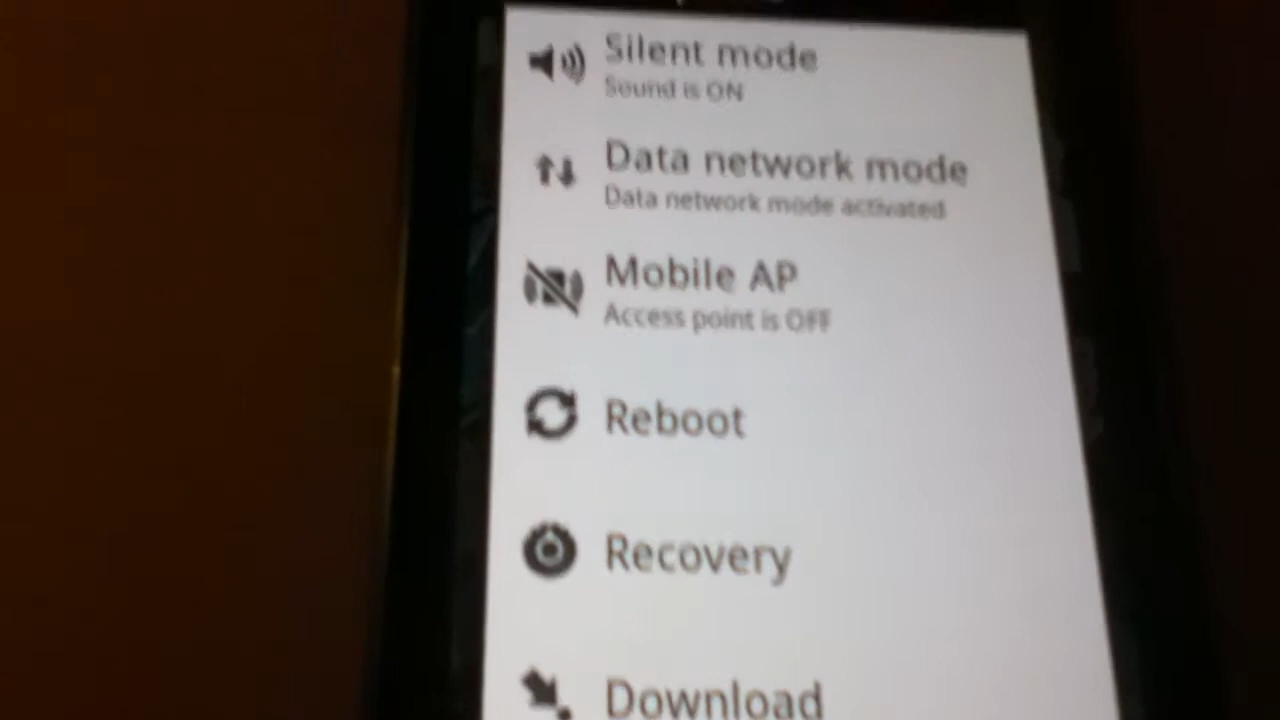 Silent mode
Sound is ON
Data network mode
Data network mode activated
Mobile AP
Access point is OFF
Reboot
Recovery
Download